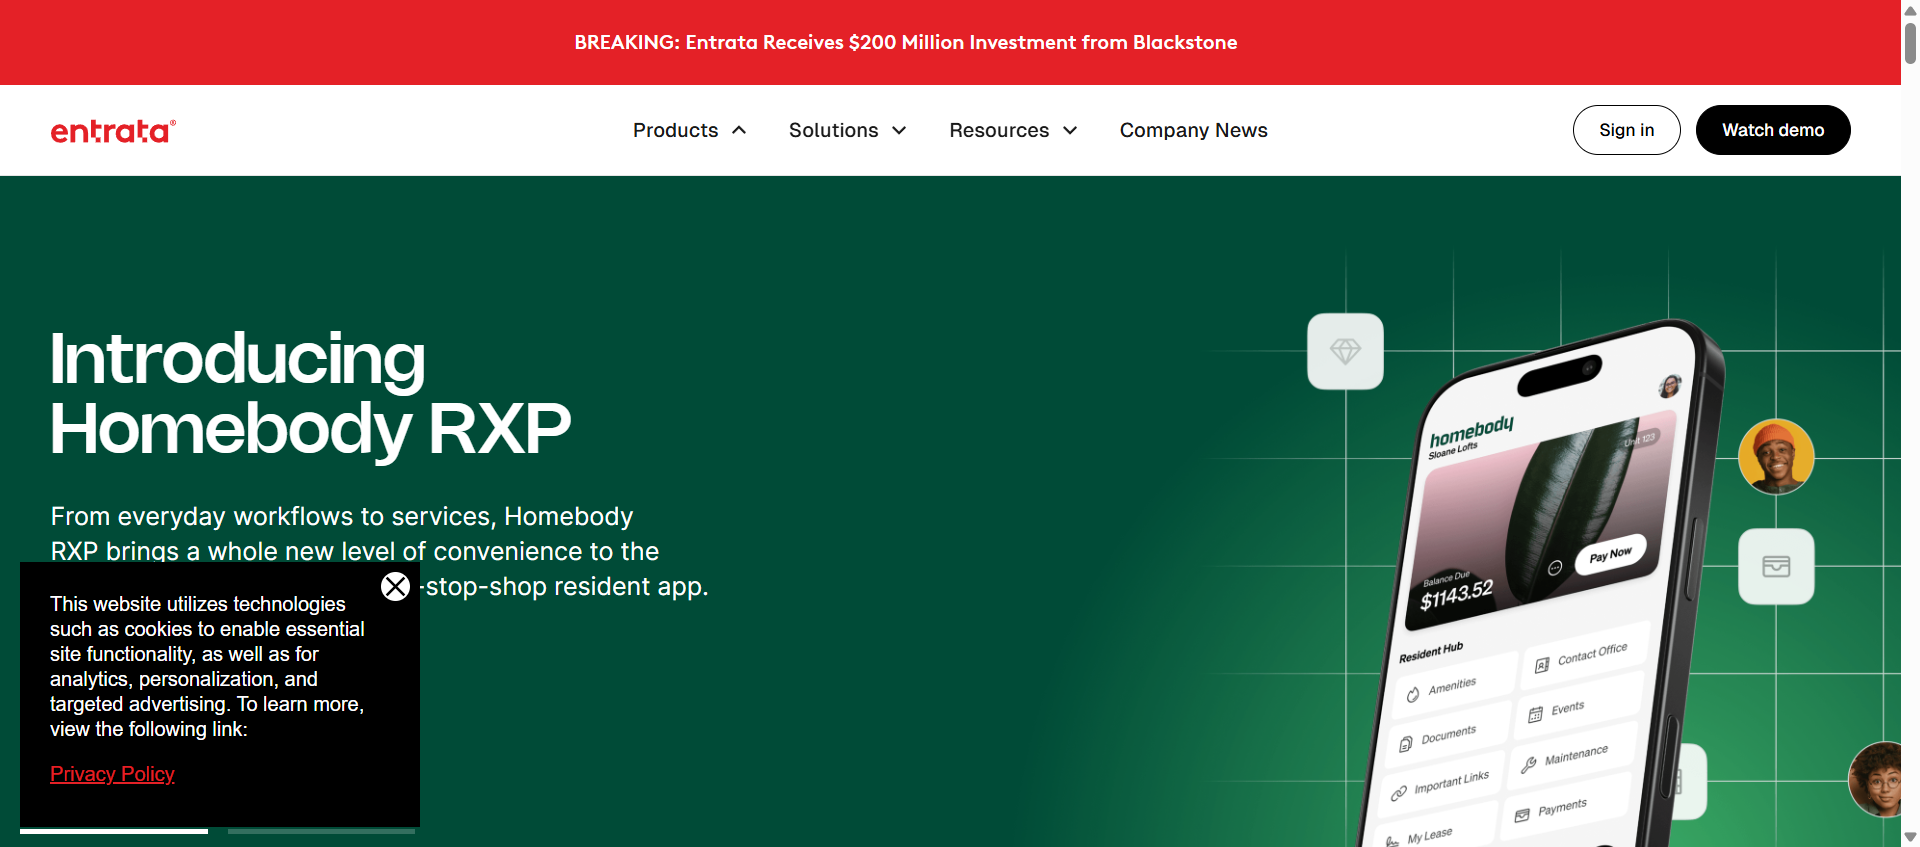 BREAKING: Entrata Receives $200 Million Investment from Blackstone
entrata®
Products
Solutions
Resources
Company News
Sign in
Watch demo
Introducing
Homebody RXP
From everyday workflows to services, Homebody
RXP brings a whole new level of convenience to the
-stop-shop resident app.
This website utilizes technologies
such as cookies to enable essential
site functionality, as well as for
analytics, personalization, and
targeted advertising. To learn more,
view the following link:
Privacy Policy
homebody
Sloane Lofts
Unit 123
Balance Due
$1143.52
Pay Now
Resident Hub
Amenities
Contact Office
Documents
Events
Important Links
Maintenance
My Lease
Payments